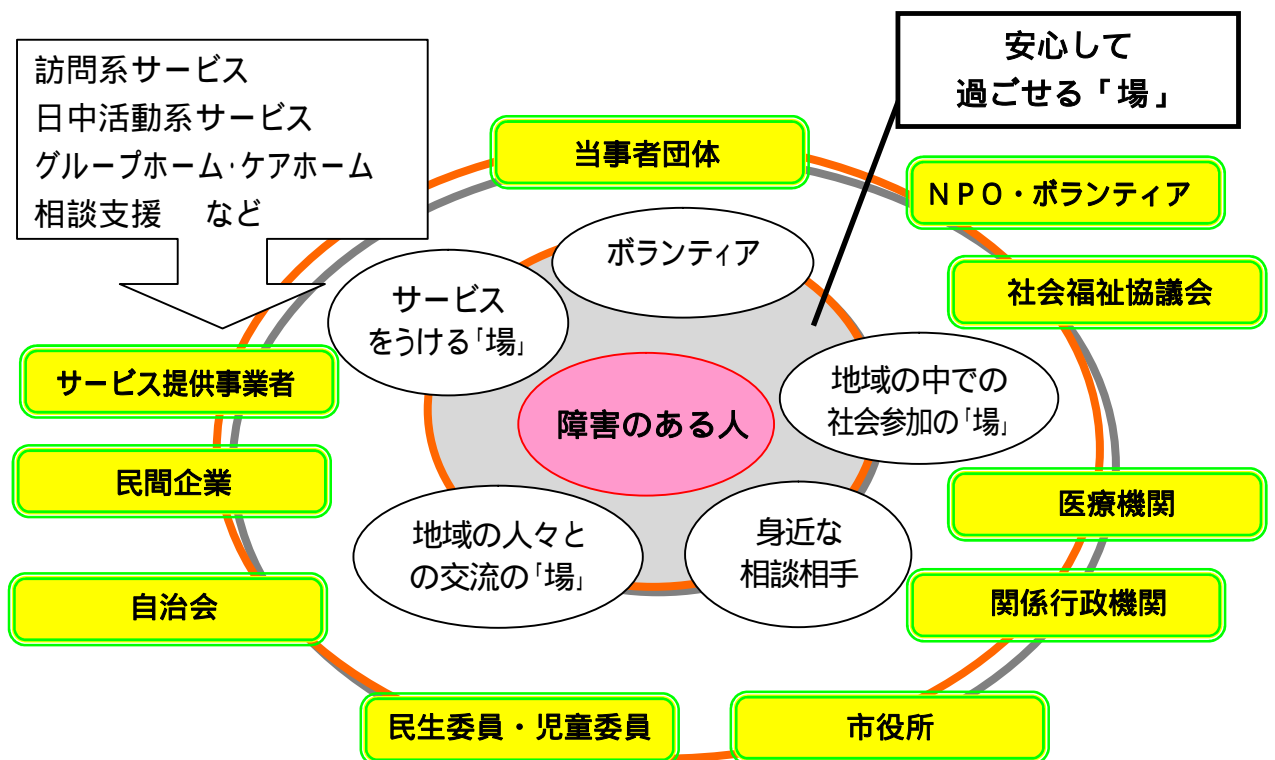 訪問系サービス
日中活動系サービス
グループホーム・ケアホーム
相談支援　など
安心して
過ごせる「場」
当事者団体
ＮＰＯ・ボランティア
ボランティア
サービス
をうける「場」
社会福祉協議会
サービス提供事業者
地域の中での
社会参加の「場」
障害のある人
民間企業
医療機関
地域の人々と
の交流の「場」
身近な
相談相手
自治会
関係行政機関
民生委員・児童委員
市役所